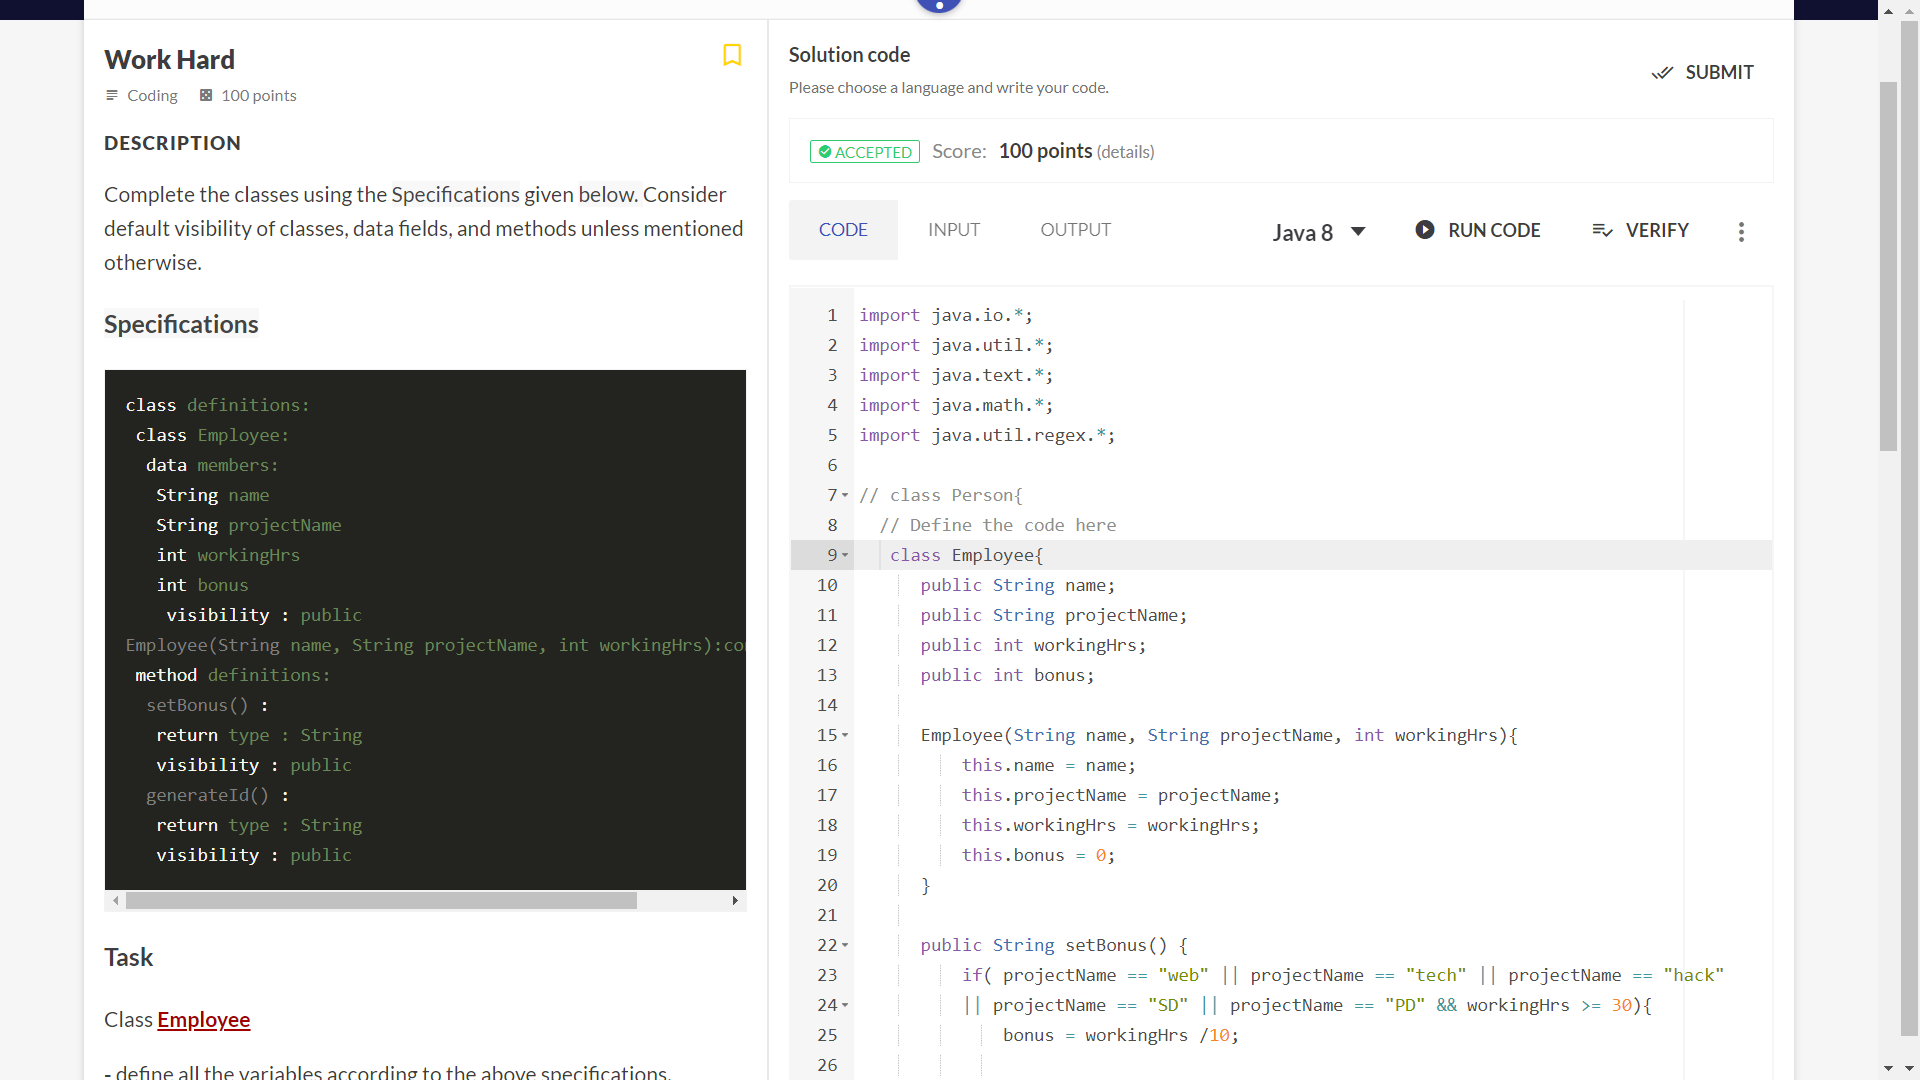 Work Hard
Coding 100 points
DESCRIPTION
Complete the classes using the Specifications given below. Consider
default visibility of classes, data fields, and methods unless mentioned
otherwise.
Specifications
class definitions:
class Employee:
data members:
String name
String projectName
int workingHrs
int bonus
visibility : public
Employee(String name, String projectName, int workingHrs):co
method definitions:
setBonus() :
return type : String
visibility : public
generateId() :
return type : String
visibility : public
Task
Class Employee
- define all the variables according to the above specifications.
Solution code
Please choose a language and write your code.
SUBMIT
ACCEPTED Score: 100 points (details)
CODE INPUT OUTPUT Java 8 RUN CODE VERIFY
1 import java.io.*;
2 import java.util.*;
3 import java.text.*;
4 import java.math.*;
5 import java.util.regex.*;
6
7 // class Person{
8 // Define the code here
9 class Employee{
10 public String name;
11 public String projectName;
12 public int workingHrs;
13 public int bonus;
14
15 Employee(String name, String projectName, int workingHrs){
16 this.name = name;
17 this.projectName = projectName;
18 this.workingHrs = workingHrs;
19 this.bonus = 0;
20 }
21
22 public String setBonus() {
23 if( projectName == "web" || projectName == "tech" || projectName == "hack"
24 || projectName == "SD" || projectName == "PD" && workingHrs >= 30){
25 bonus = workingHrs /10;
26